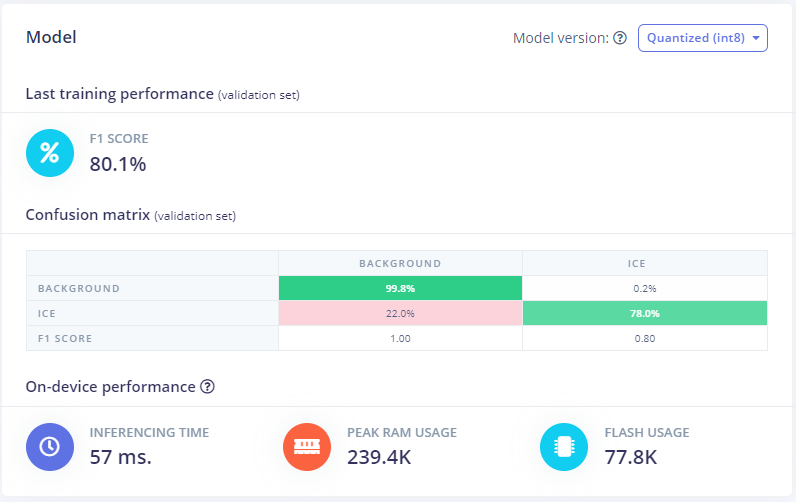 Model
Model version: ? Quantized (int8)
Last training performance (validation set)
%
F1 SCORE
80.1%
Confusion matrix (validation set)
BACKGROUND ICE
BACKGROUND 99.8% 0.2%
ICE 22.0% 78.0%
F1 SCORE 1.00 0.80
On-device performance ?
INFERENCING TIME PEAK RAM USAGE FLASH USAGE
57 ms. 239.4K 77.8K